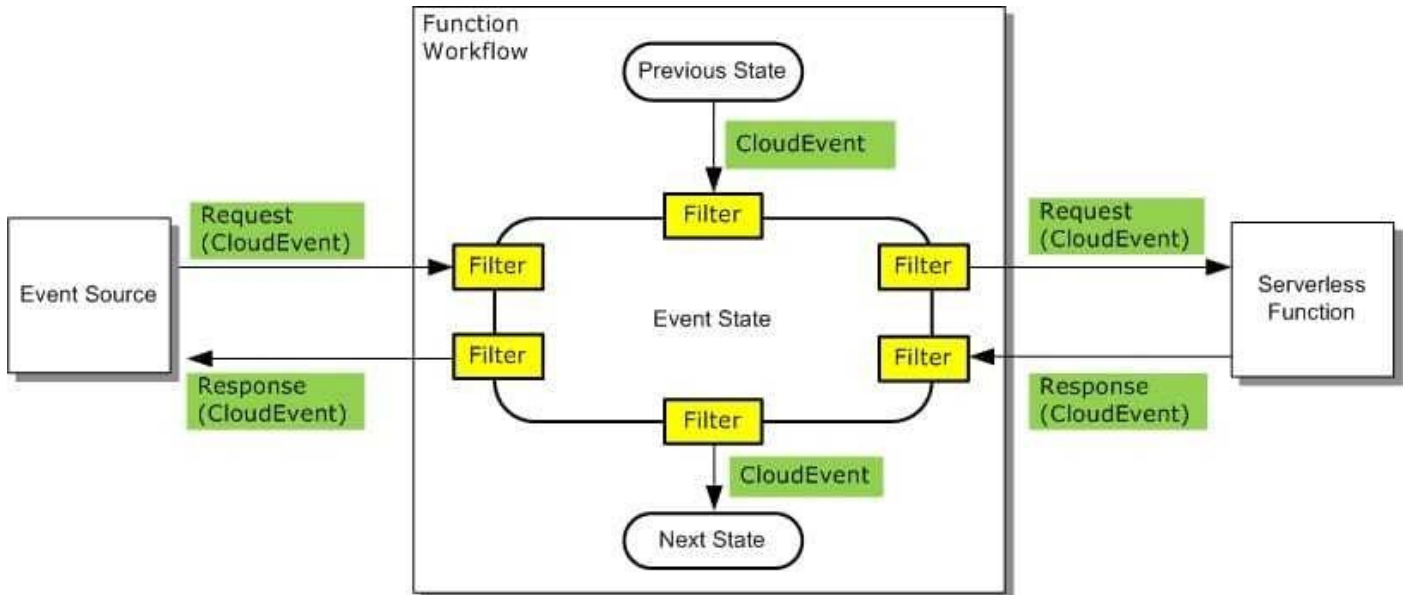 Function
Workflow
Previous State
CloudEvent
Filter
Request
(CloudEvent)
Filter
Event Source
Filter
Response
(CloudEvent)
Event State
Filter
Request
(CloudEvent)
Serverless
Function
Filter
Response
(CloudEvent)
Filter
CloudEvent
Next State